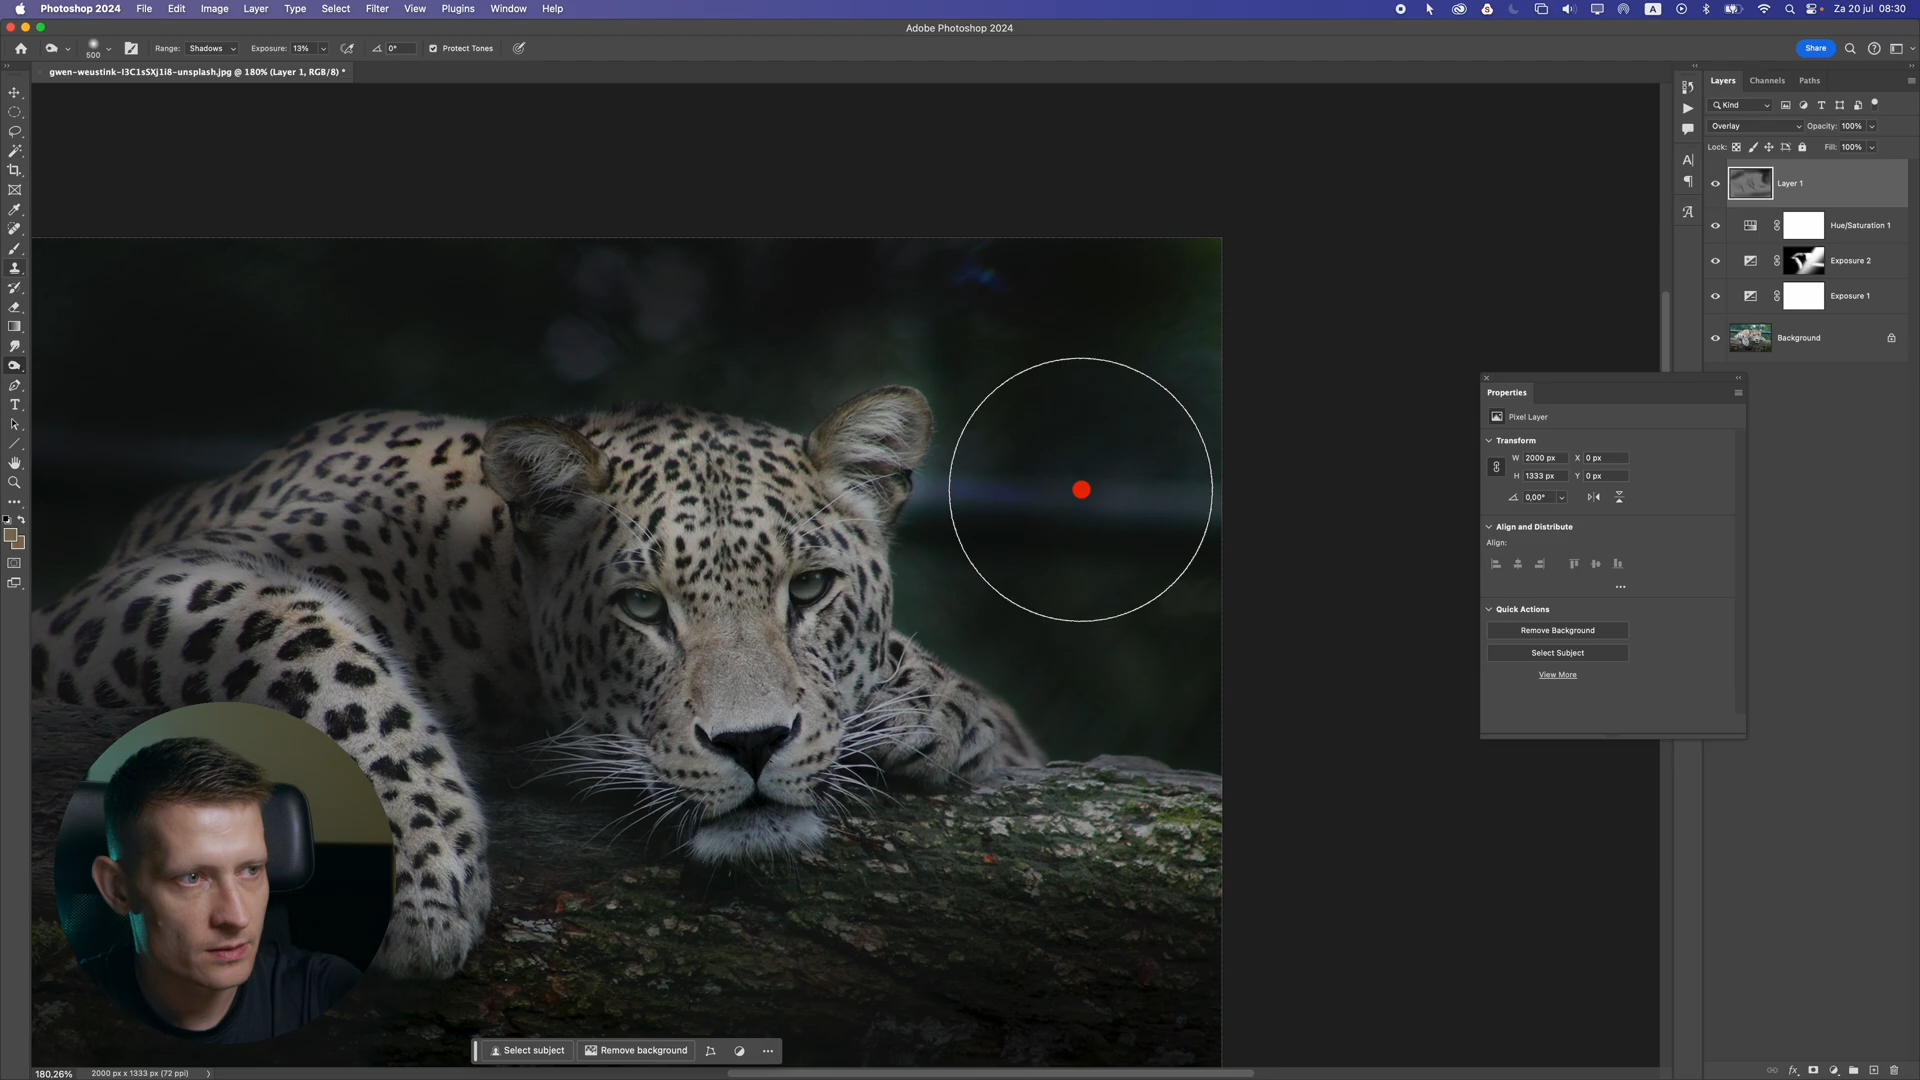 Photoshop 2024 File Edit Image Layer Type Select Filter View Plugins Window Help A Za 20 jul 08:30
Adobe Photoshop 2024
500 Range: Shadows Exposure: 13% 0° Protect Tones Share
gwen-weustink-I3C1sSXj1i8-unsplash.jpg @ 180% (Layer 1, RGB/8) *
Layers Channels Paths
Kind
Overlay Opacity: 100%
Lock: Fill: 100%
Layer 1
Hue/Saturation 1
Exposure 2
Exposure 1
Background
Properties
Pixel Layer
Transform
W 2000 px X 0 px
H 1333 px Y 0 px
0,00°
Align and Distribute
Align:
Quick Actions
Remove Background
Select Subject
View More
Select subject Remove background
180,26% 2000 px x 1333 px (72 ppi)